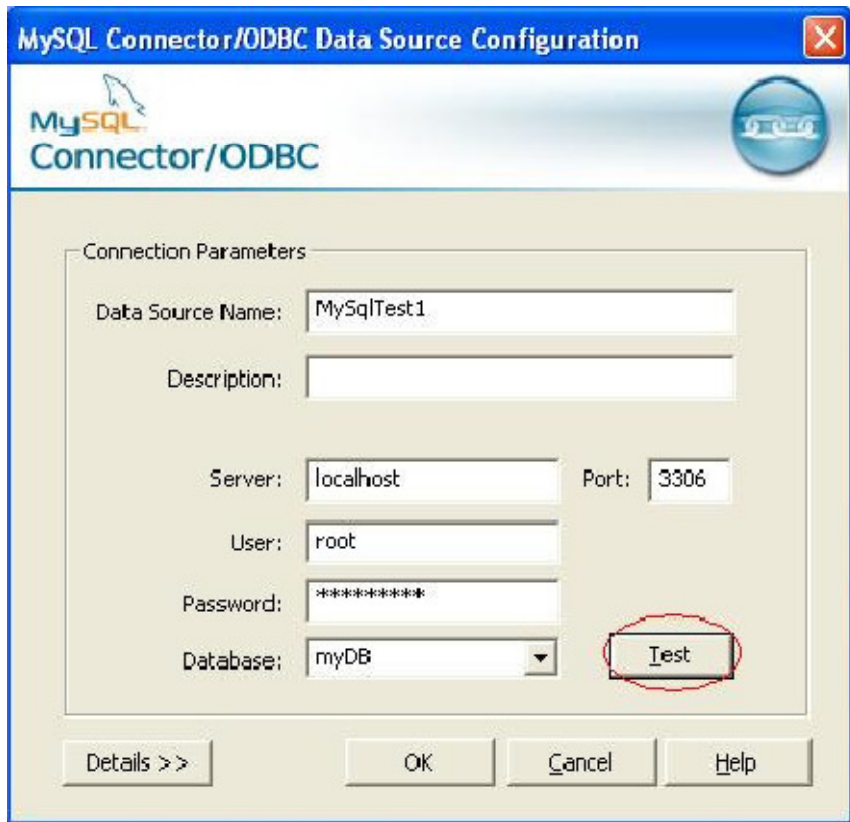 MySQL Connector/ODBC Data Source Configuration
MySQL
Connector/ODBC
Connection Parameters
Data Source Name: MySqlTest1
Description:
Server: localhost Port: 3306
User: root
Password: *********
Database: myDB
Test
Details >> OK Cancel Help